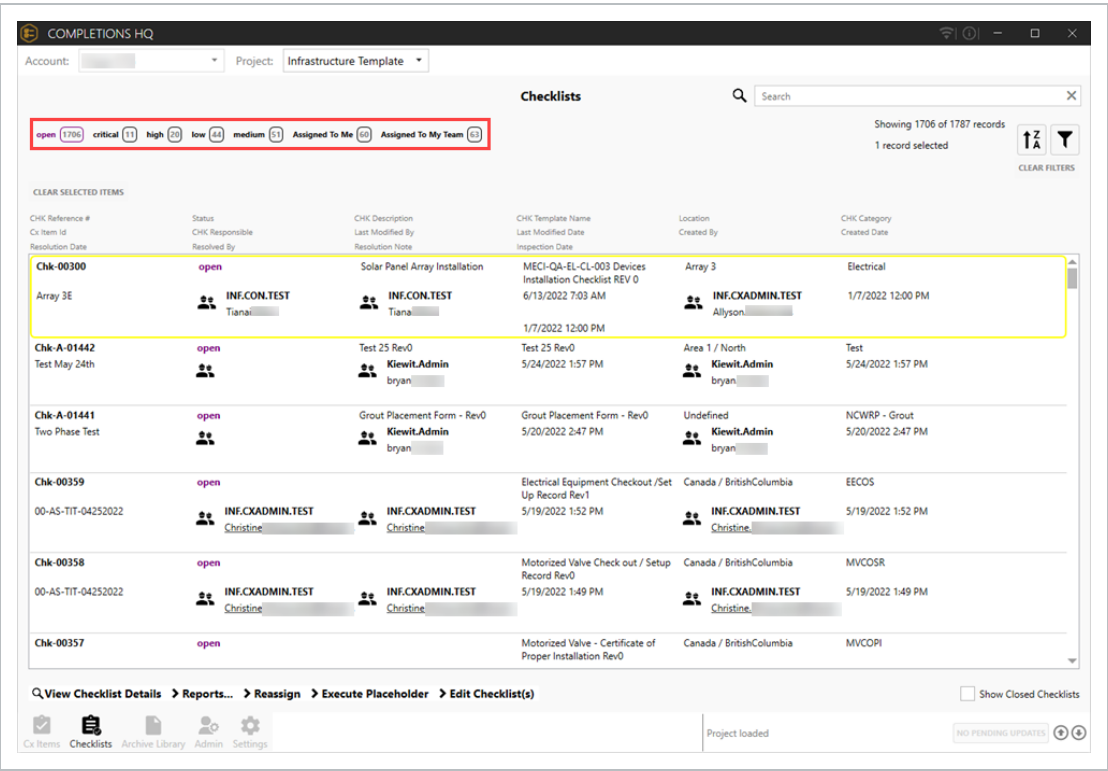 COMPLETIONS HQ
Account: Project: Infrastructure Template
Checklists Search
open 1706 critical 11 high 20 low 44 medium 51 Assigned To Me 60 Assigned To My Team 63
Showing 1706 of 1787 records
1 record selected
Z
A
CLEAR FILTERS
CLEAR SELECTED ITEMS
CHK Reference # Status CHK Description CHK Template Name Location CHK Category
Cx Item Id CHK Responsible Last Modified By Last Modified Date Created By Created Date
Resolution Date Resolved By Resolution Note Inspection Date
Chk-00300 open Solar Panel Array Installation MECI-QA-EL-CL-003 Devices Array 3 Electrical
Installation Checklist REV 0
Array 3E INF.CON.TEST INF.CON.TEST 6/13/2022 7:03 AM INF.CXADMIN.TEST 1/7/2022 12:00 PM
Tianai Tiana Allyson.
1/7/2022 12:00 PM
Chk-A-01442 open Test 25 Rev0 Test 25 Rev0 Area 1 / North Test
Test May 24th Kiewit.Admin 5/24/2022 1:57 PM Kiewit.Admin 5/24/2022 1:57 PM
bryan bryan
Chk-A-01441 open Grout Placement Form - Rev0 Grout Placement Form - Rev0 Undefined NCWRP - Grout
Two Phase Test Kiewit.Admin 5/20/2022 2:47 PM Kiewit.Admin 5/20/2022 2:47 PM
bryan bryan
Chk-00359 open Electrical Equipment Checkout /Set Canada / BritishColumbia EECOS
Up Record Rev1
00-AS-TIT-04252022 INF.CXADMIN.TEST INF.CXADMIN.TEST 5/19/2022 1:52 PM INF.CXADMIN.TEST 5/19/2022 1:52 PM
Christine Christine Christine.
Chk-00358 open Motorized Valve Check out / Setup Canada / BritishColumbia MVCOSR
Record Rev0
00-AS-TIT-04252022 INF.CXADMIN.TEST INF.CXADMIN.TEST 5/19/2022 1:49 PM INF.CXADMIN.TEST 5/19/2022 1:49 PM
Christine Christine Christine.
Chk-00357 open Motorized Valve - Certificate of Canada / BritishColumbia MVCOPI
Proper Installation Rev0
View Checklist Details Reports... Reassign Execute Placeholder Edit Checklist(s) Show Closed Checklists
Cx Items Checklists Archive Library Admin Settings Project loaded NO PENDING UPDATES